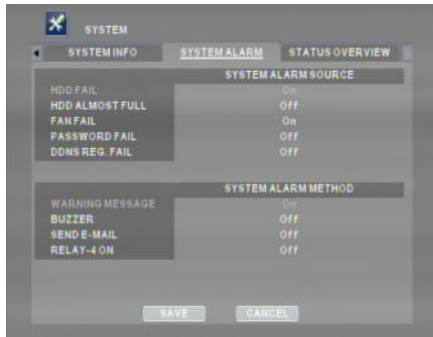 SYSTEM
SYSTEM INFO SYSTEM ALARM STATUS OVERVIEW
SYSTEM ALARM SOURCE
HDD FAIL On
HDD ALMOST FULL Off
FAN FAIL On
PASSWORD FAIL Off
DDNS REG. FAIL Off
SYSTEM ALARM METHOD
WARNING MESSAGE On
BUZZER Off
SEND E-MAIL Off
RELAY-4 ON Off
SAVE CANCEL